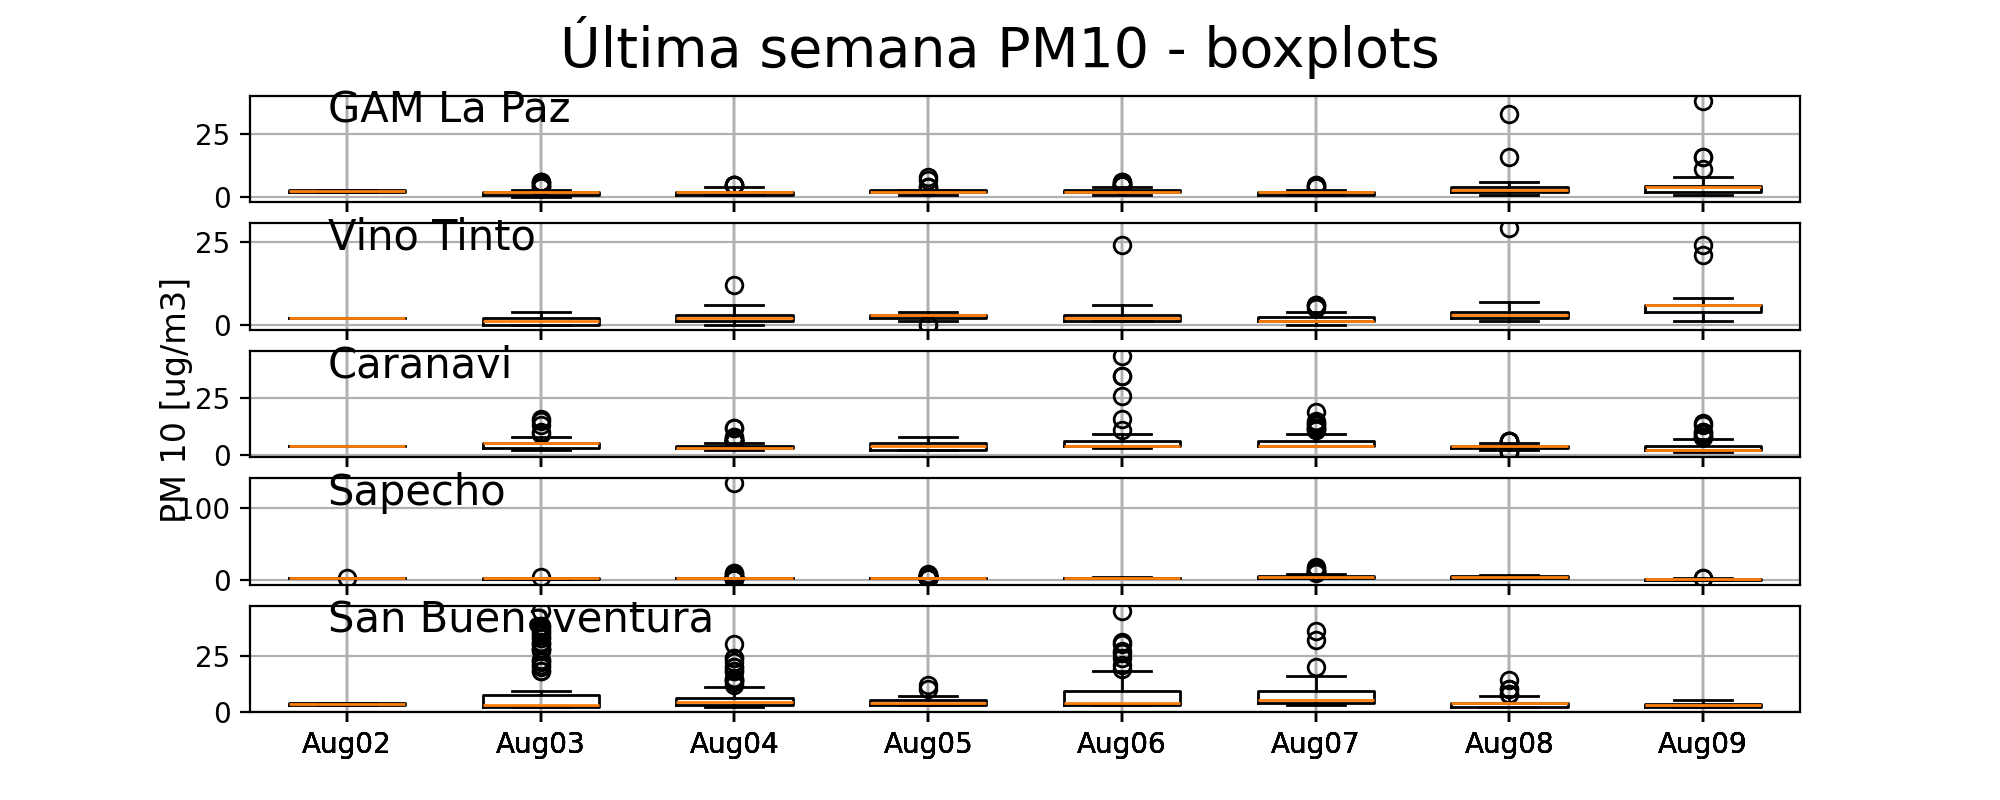 Última semana PM10 - boxplots
PM 10 [ug/m3]
GAM La Paz
25
0
Vino Tinto
25
0
Caranavi
25
0
Sapecho
100
0
San Buenaventura
25
0
Aug02 Aug03 Aug04 Aug05 Aug06 Aug07 Aug08 Aug09